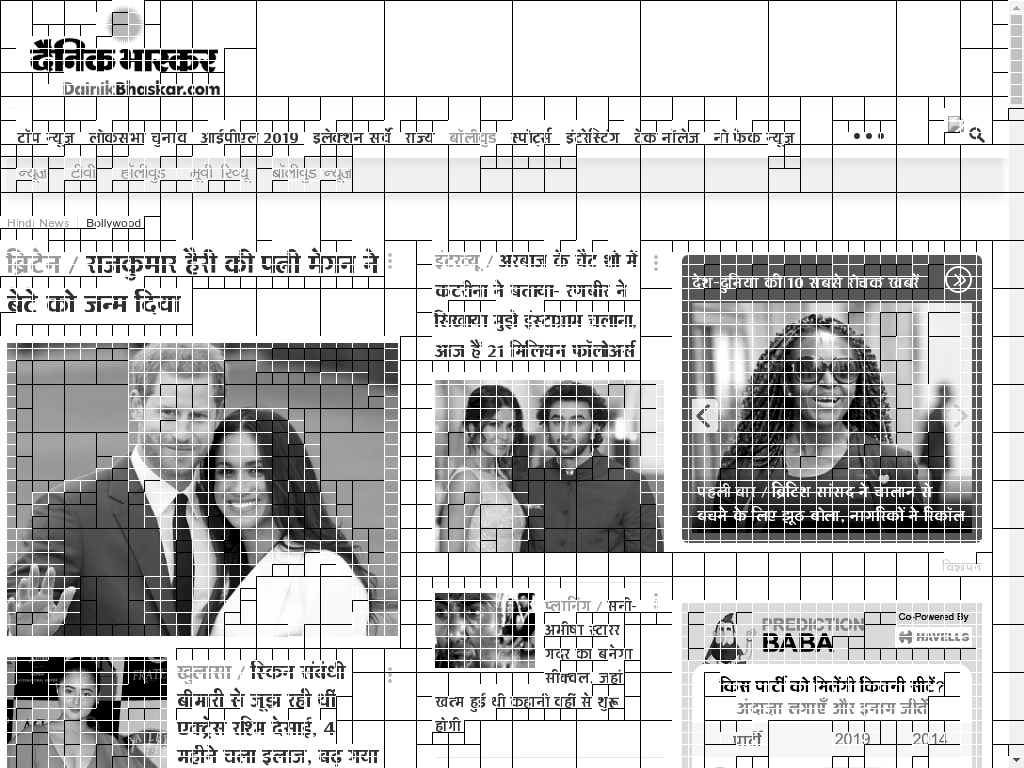 दैनिक भास्कर
DainikBhaskar.com
टॉप न्यूज़ लोकसभा चुनाव आईपीएल 2019 इलेक्शन सर्वे राज्य बॉलीवुड स्पोर्ट्स इंटरेस्टिंग टेक नॉलेज नो फेक न्यूज़
न्यूज़ टीवी हॉलीवुड मूवी रिव्यू बॉलीवुड न्यूज़
Hindi News Bollywood
ब्रिटेन / राजकुमार हैरी की पत्नी मेगन ने
बेटे को जन्म दिया
खुलासा / स्किन संबंधी
बीमारी से जूझ रही थीं
एक्ट्रेस रश्मि देसाई, 4
महीने चला इलाज, बढ़ गया
इंटरव्यू / अरबाज के चैट शो में
कटरीना ने बताया- रणबीर ने
सिखाया मुझे इंस्टाग्राम चलाना,
आज हैं 21 मिलियन फॉलोअर्स
प्लानिंग / सनी-
अमीषा स्टारर
गदर का बनेगा
सीक्वल, जहां
खत्म हुई थी कहानी वहीं से शुरू
होगी
देश-दुनिया की 10 सबसे रोचक खबरें
पहली बार / ब्रिटिश सांसद ने चालान से
बचने के लिए झूठ बोला, नागरिकों ने रिकॉल
विज्ञापन
PREDICTION
BABA
Co-Powered By
HAVELLS
किस पार्टी को मिलेंगी कितनी सीटें?
अंदाज़ा लगाएँ और इनाम जीतें
पार्टी 2019 2014